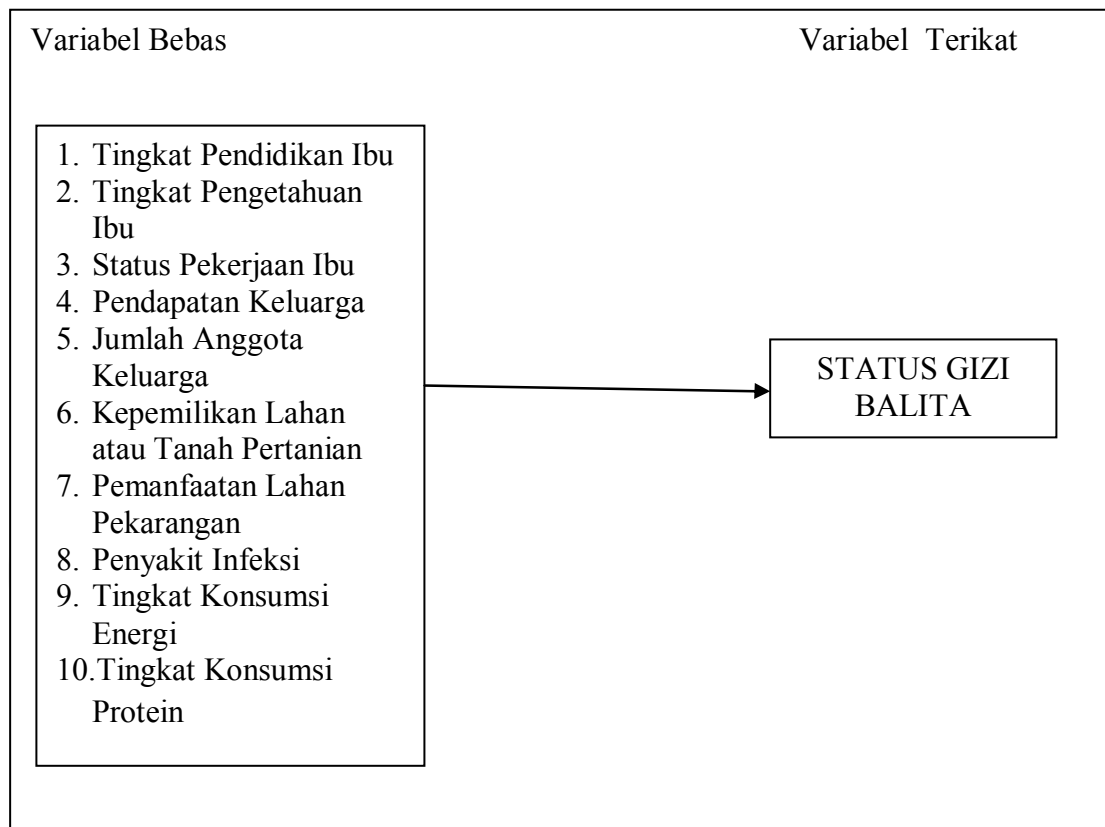 Variabel Bebas
Variabel Terikat
1. Tingkat Pendidikan Ibu
2. Tingkat Pengetahuan
Ibu
3. Status Pekerjaan Ibu
4. Pendapatan Keluarga
5. Jumlah Anggota
Keluarga
6. Kepemilikan Lahan
atau Tanah Pertanian
7. Pemanfaatan Lahan
Pekarangan
8. Penyakit Infeksi
9. Tingkat Konsumsi
Energi
10.Tingkat Konsumsi
Protein
STATUS GIZI
BALITA